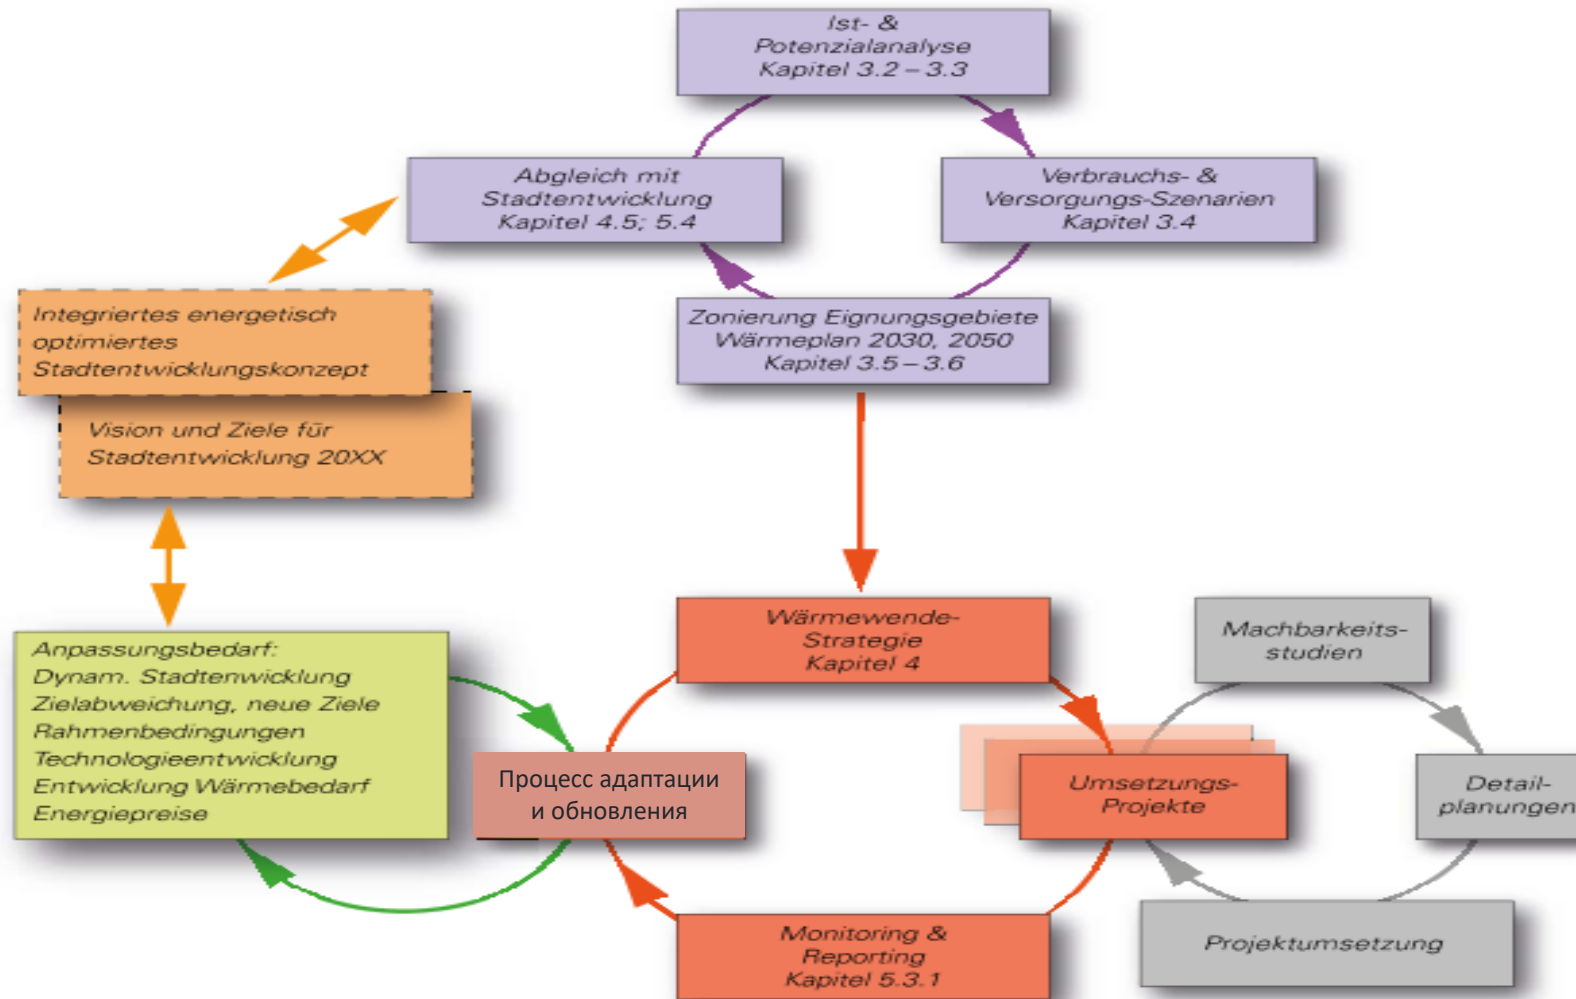 Ist- &
Potenzialanalyse
Kapitel 3.2 – 3.3
Abgleich mit
Stadtentwicklung
Kapitel 4.5; 5.4
Verbrauchs- &
Versorgungs-Szenarien
Kapitel 3.4
Zonierung Eignungsgebiete
Wärmeplan 2030, 2050
Kapitel 3.5 – 3.6
Integriertes energetisch
optimiertes
Stadtentwicklungskonzept
Vision und Ziele für
Stadtentwicklung 20XX
Anpassungsbedarf:
Dynam. Stadtenwicklung
Zielabweichung, neue Ziele
Rahmenbedingungen
Technologieentwicklung
Entwicklung Wärmebedarf
Energiepreise
Процесс адаптации
и обновления
Wärmewende-
Strategie
Kapitel 4
Umsetzungs-
Projekte
Monitoring &
Reporting
Kapitel 5.3.1
Machbarkeits-
studien
Detail-
planungen
Projektumsetzung